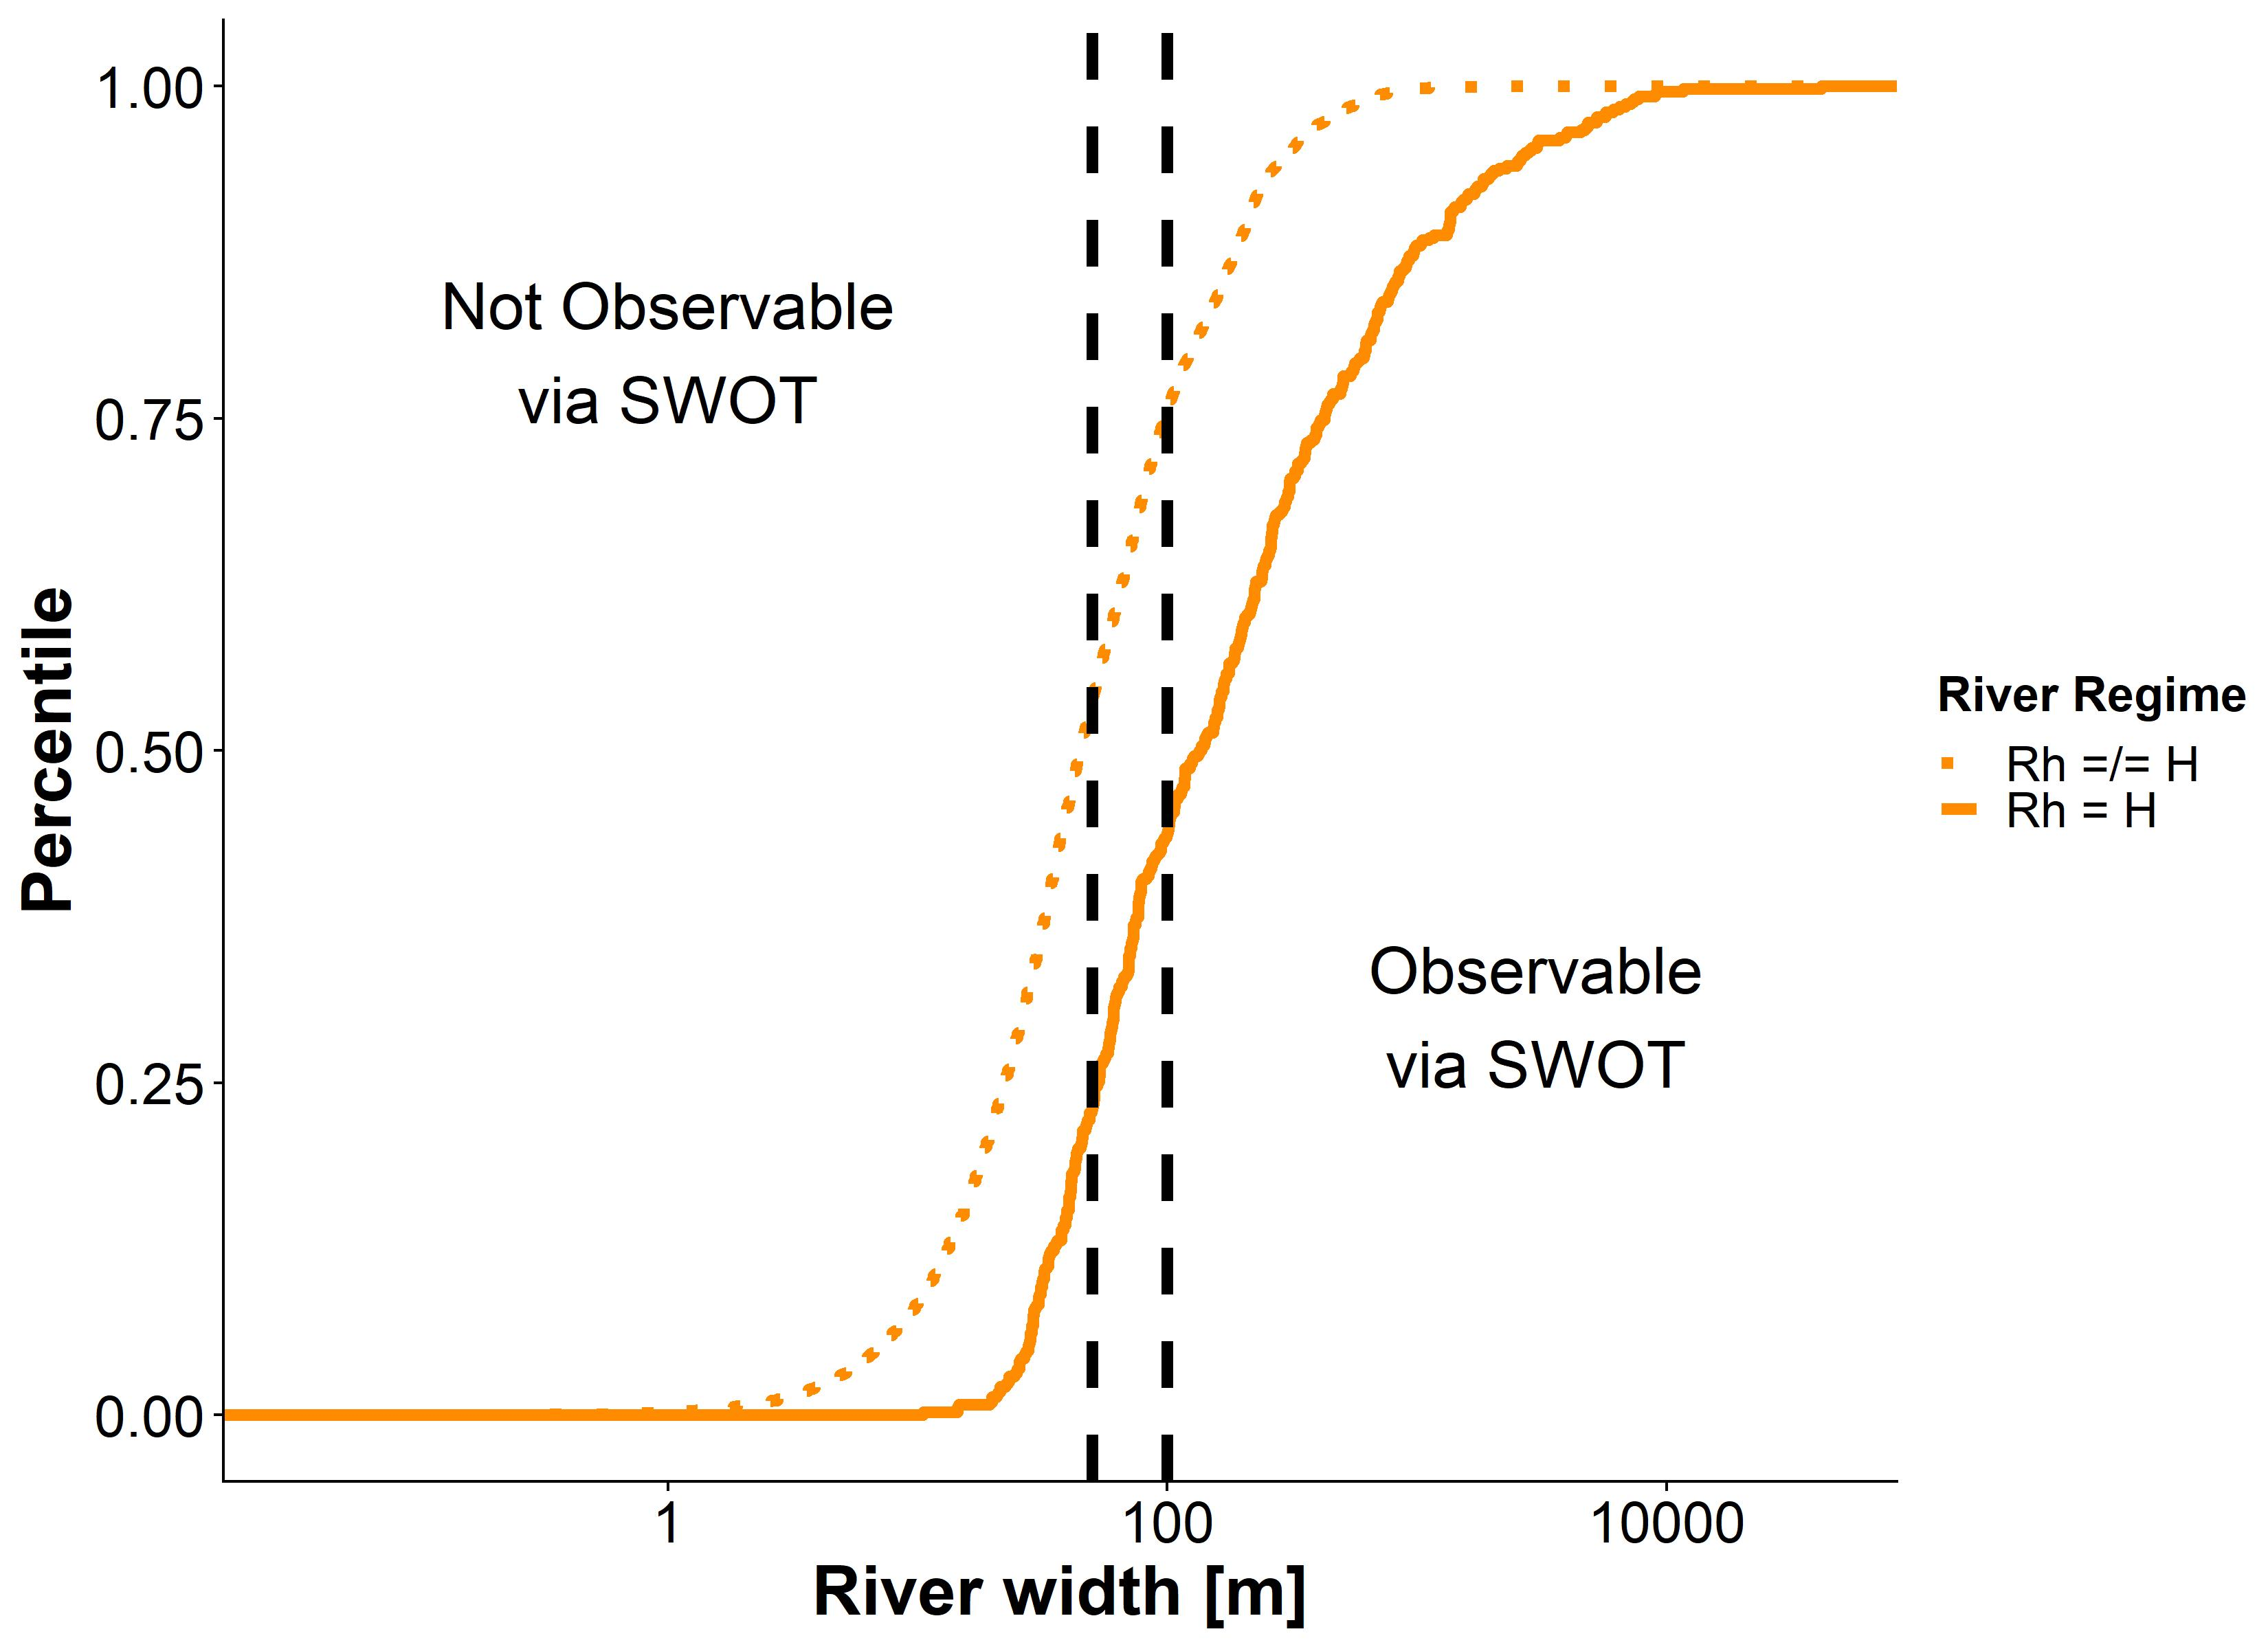 1.00
0.75
0.50
0.25
0.00
Percentile
Not Observable
via SWOT
Observable
via SWOT
1
100
10000
River width [m]
River Regime
Rh =/= H
Rh = H